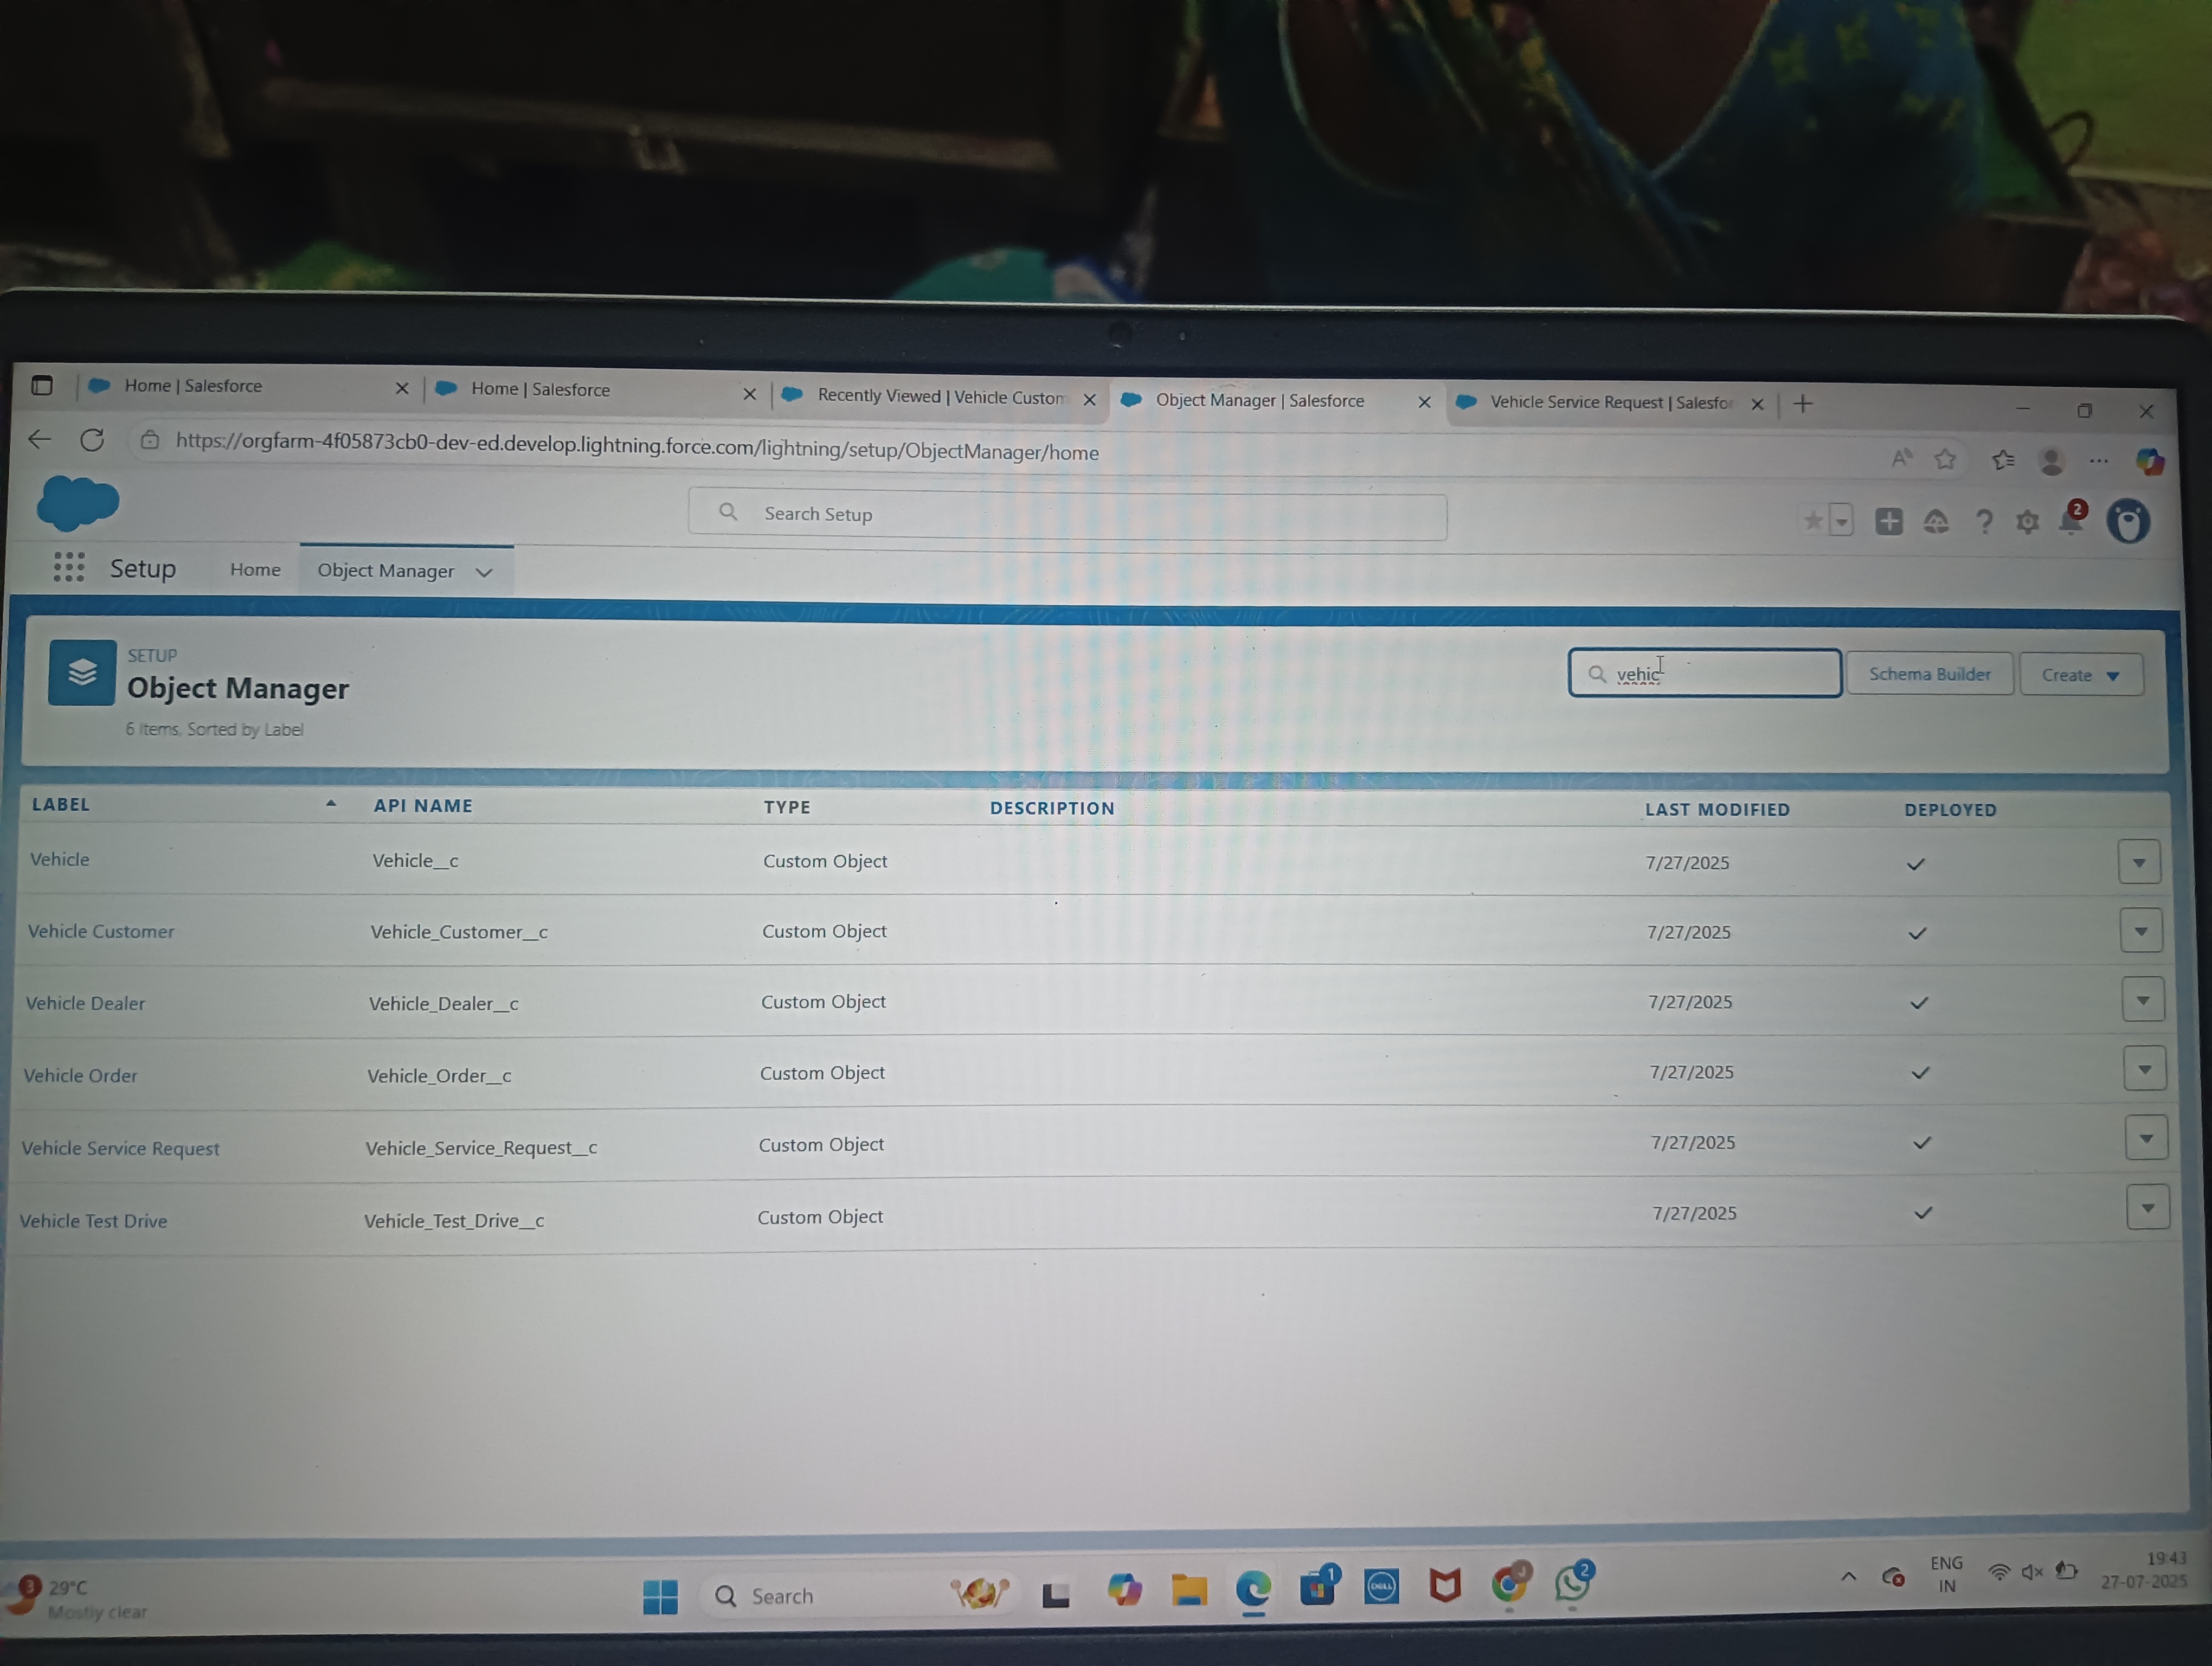 Home | Salesforce
Home | Salesforce
Recently Viewed | Vehicle Custom
Object Manager | Salesforce
Vehicle Service Request | Salesfor
https://orgfarm-4f05873cb0-dev-ed.develop.lightning.force.com/lightning/setup/ObjectManager/home
Search Setup
2
Setup
Home
Object Manager
SETUP
Object Manager
6 Items, Sorted by Label
vehic
Schema Builder
Create
LABEL API NAME TYPE DESCRIPTION LAST MODIFIED DEPLOYED
Vehicle Vehicle__c Custom Object 7/27/2025
Vehicle Customer Vehicle_Customer__c Custom Object 7/27/2025
Vehicle Dealer Vehicle_Dealer__c Custom Object 7/27/2025
Vehicle Order Vehicle_Order__c Custom Object 7/27/2025
Vehicle Service Request Vehicle_Service_Request__c Custom Object 7/27/2025
Vehicle Test Drive Vehicle_Test_Drive__c Custom Object 7/27/2025
3
29°C
Mostly clear
Search
1
DELL
J
2
ENG
IN
19:43
27-07-2025